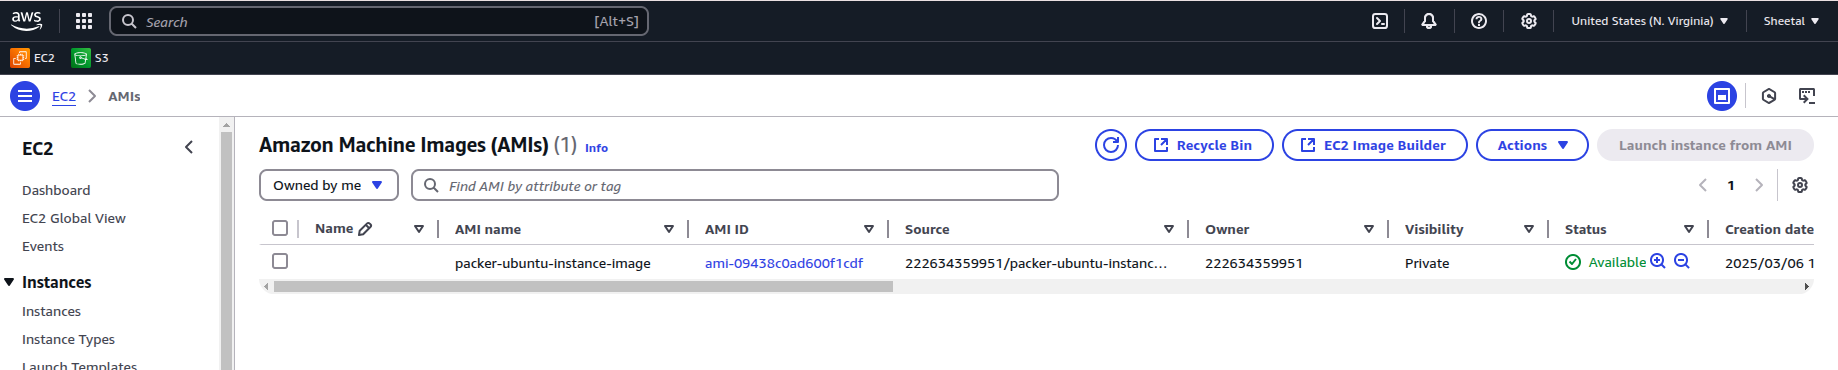 aws
Search [Alt+S]
United States (N. Virginia)
Sheetal
EC2
S3
EC2 > AMIs
EC2
Dashboard
EC2 Global View
Events
Instances
Instances
Instance Types
Launch Templates
Amazon Machine Images (AMIs) (1) Info
Recycle Bin
EC2 Image Builder
Actions
Launch instance from AMI
Owned by me
Find AMI by attribute or tag
1
Name AMI name AMI ID Source Owner Visibility Status Creation date
packer-ubuntu-instance-image ami-09438c0ad600f1cdf 222634359951/packer-ubuntu-instanc… 222634359951 Private Available 2025/03/06 1